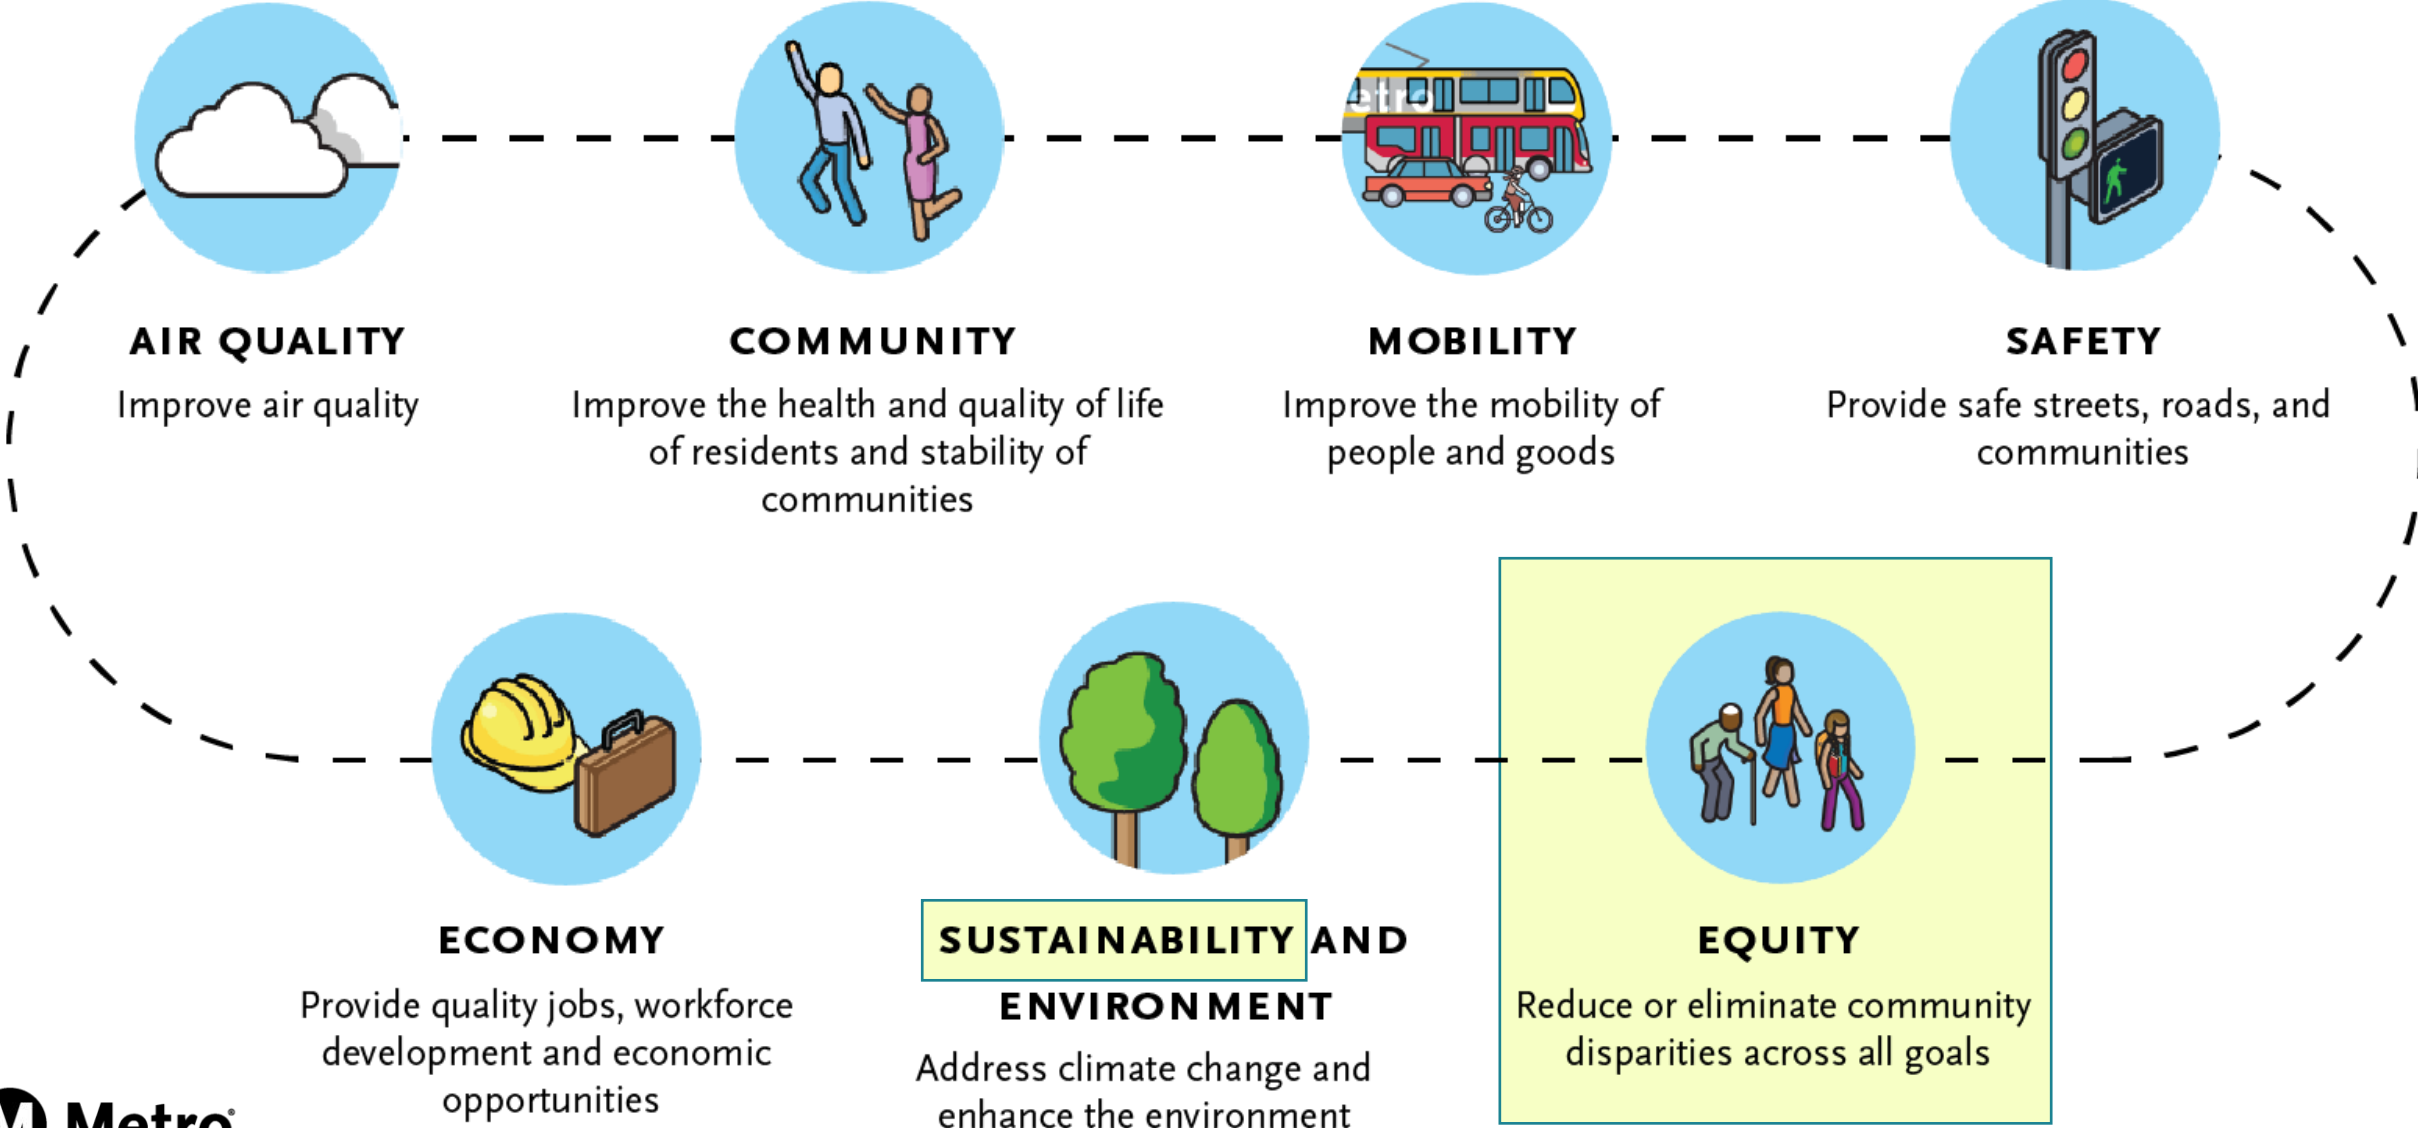 etro
AIR QUALITY
Improve air quality
COMMUNITY
Improve the health and quality of life
of residents and stability of
communities
MOBILITY
Improve the mobility of
people and goods
SAFETY
Provide safe streets, roads, and
communities
ECONOMY
Provide quality jobs, workforce
development and economic
opportunities
SUSTAINABILITY AND
ENVIRONMENT
Address climate change and
enhance the environment
EQUITY
Reduce or eliminate community
disparities across all goals
M Metro